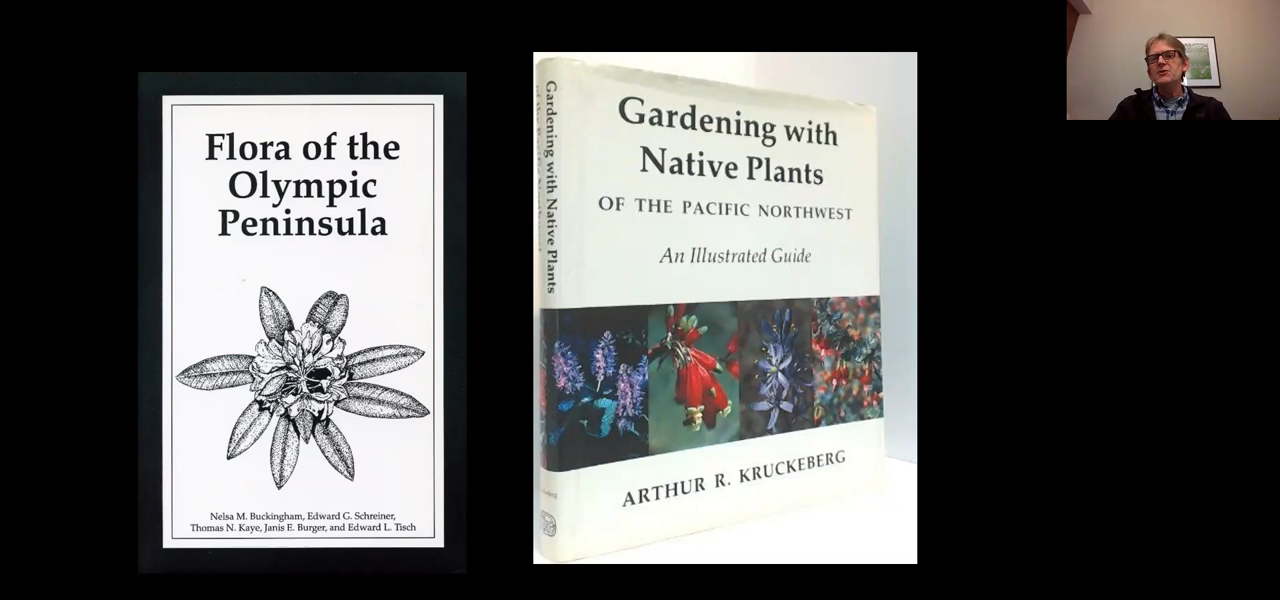 Flora of the
Olympic
Peninsula
Nelsa M. Buckingham, Edward G. Schreiner,
Thomas N. Kaye, Janis E. Burger, and Edward L. Tisch
Gardening with Native Plants
Gardening with
Native Plants
OF THE PACIFIC NORTHWEST
An Illustrated Guide
ARTHUR R. KRUCKEBERG